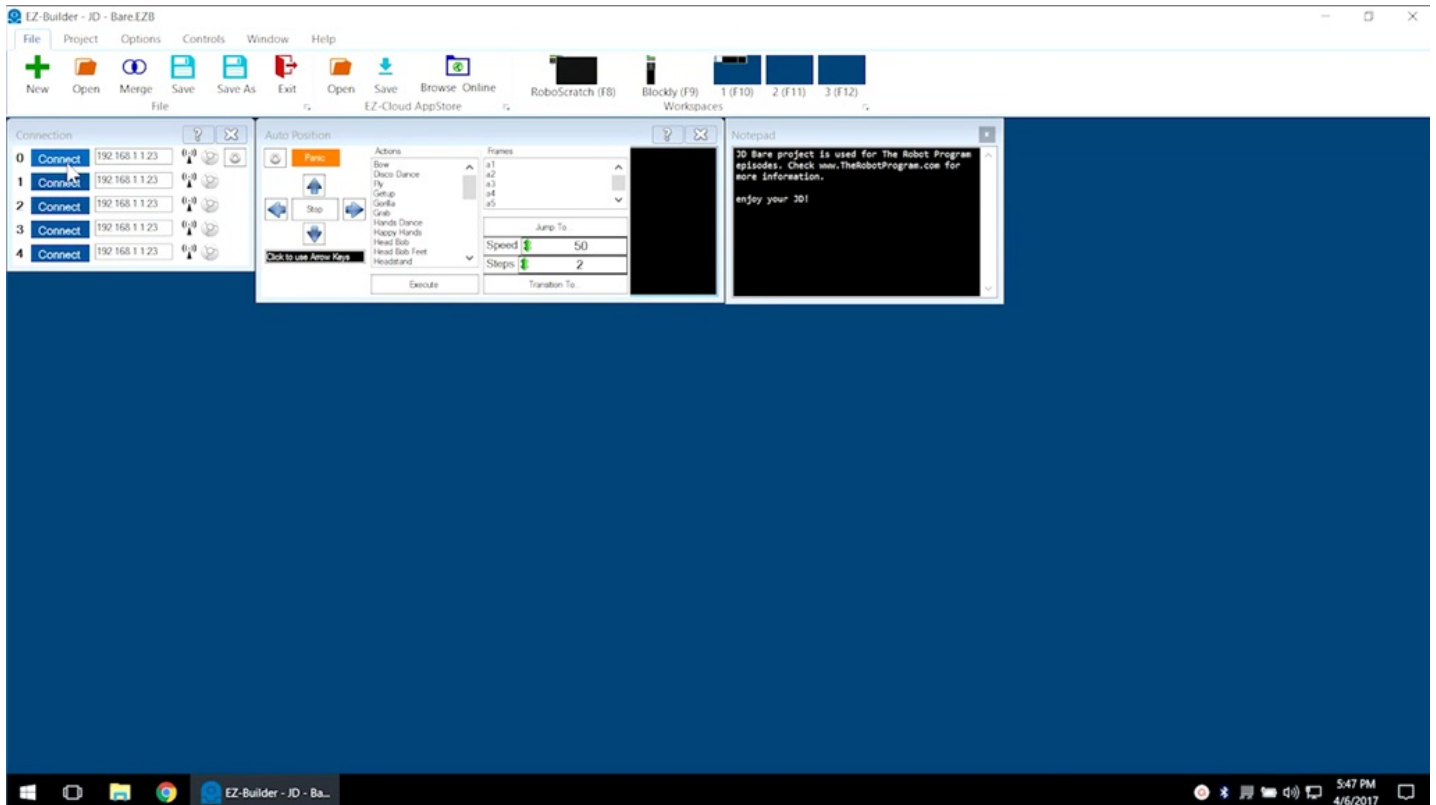 EZ-Builder - JD - Bare.EZB
File Project Options Controls Window Help
New Open Merge Save Save As Exit Open Save Browse Online RoboScratch (F8) Blockly (F9) 1 (F10) 2 (F11) 3 (F12)
File EZ-Cloud AppStore Workspaces
Connection
0 Connect 192.168.1.1:23
1 Connect 192.168.1.1:23
2 Connect 192.168.1.1:23
3 Connect 192.168.1.1:23
4 Connect 192.168.1.1:23
Auto Position
Panic
Stop
Click to use Arrow Keys
Actions
Bow
Disco Dance
Fly
Getup
Gorilla
Grab
Hands Dance
Happy Hands
Head Bob
Head Bob Feet
Headstand
Execute
Frames
a1
a2
a3
a4
a5
Jump To...
Speed 50
Steps 2
Transition To...
Notepad
JD Bare project is used for The Robot Program
episodes. Check www.TheRobotProgram.com for
more information.
enjoy your JD!
EZ-Builder - JD - Ba...
5:47 PM
4/6/2017